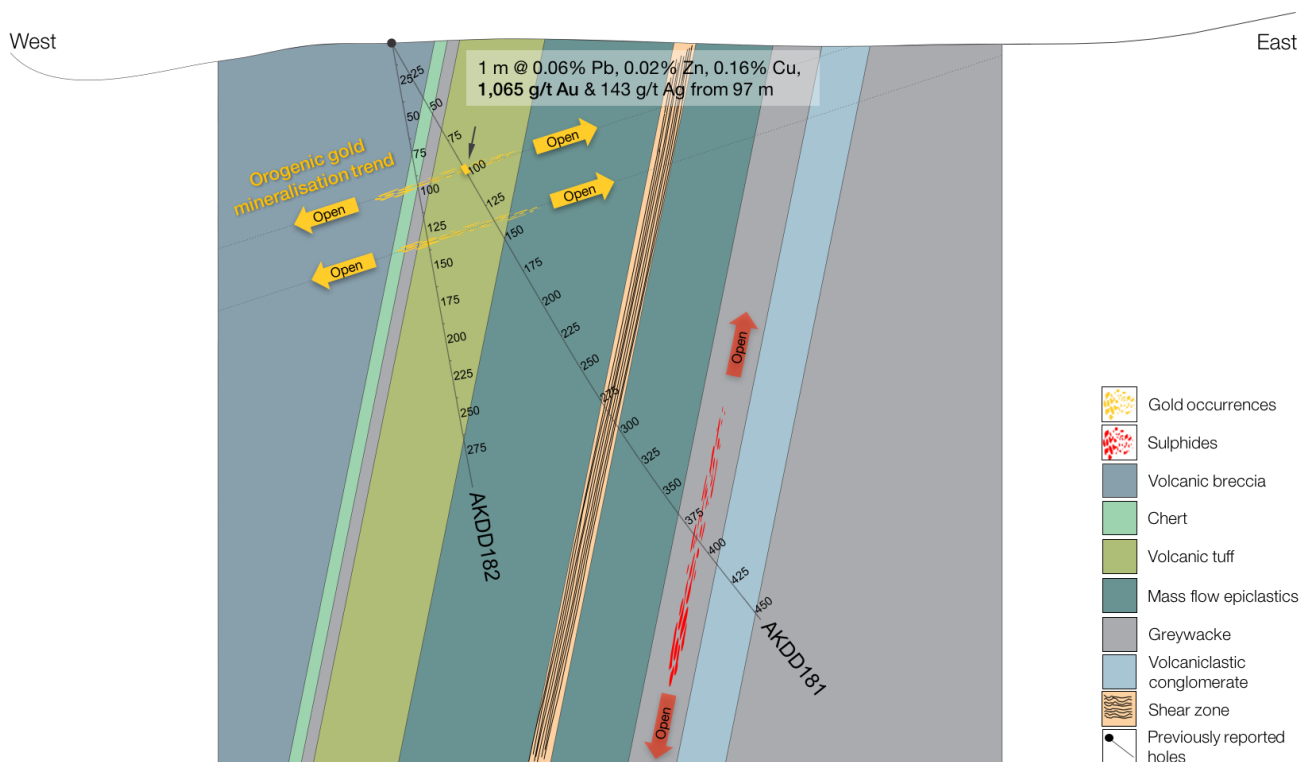 West
East
1 m @ 0.06% Pb, 0.02% Zn, 0.16% Cu,
1,065 g/t Au & 143 g/t Ag from 97 m
Orogenic gold
mineralisation trend
Open
Open
Open
Open
Open
Open
25
50
75
100
125
150
175
200
225
250
275
AKDD182
25
50
75
100
125
150
175
200
225
250
275
300
325
350
375
400
425
450
AKDD181
Gold occurrences
Sulphides
Volcanic breccia
Chert
Volcanic tuff
Mass flow epiclastics
Greywacke
Volcaniclastic
conglomerate
Shear zone
Previously reported
holes